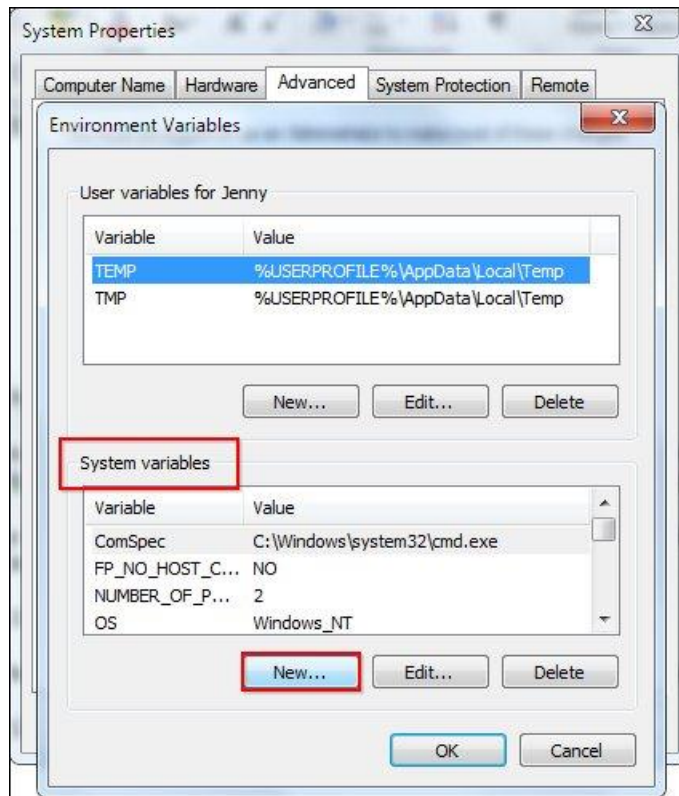 System Properties
Computer Name Hardware Advanced System Protection Remote
Environment Variables
User variables for Jenny
Variable Value
TEMP %USERPROFILE%\AppData\Local\Temp
TMP %USERPROFILE%\AppData\Local\Temp
New... Edit... Delete
System variables
Variable Value
ComSpec C:\Windows\system32\cmd.exe
FP_NO_HOST_C... NO
NUMBER_OF_P... 2
OS Windows_NT
New... Edit... Delete
OK Cancel